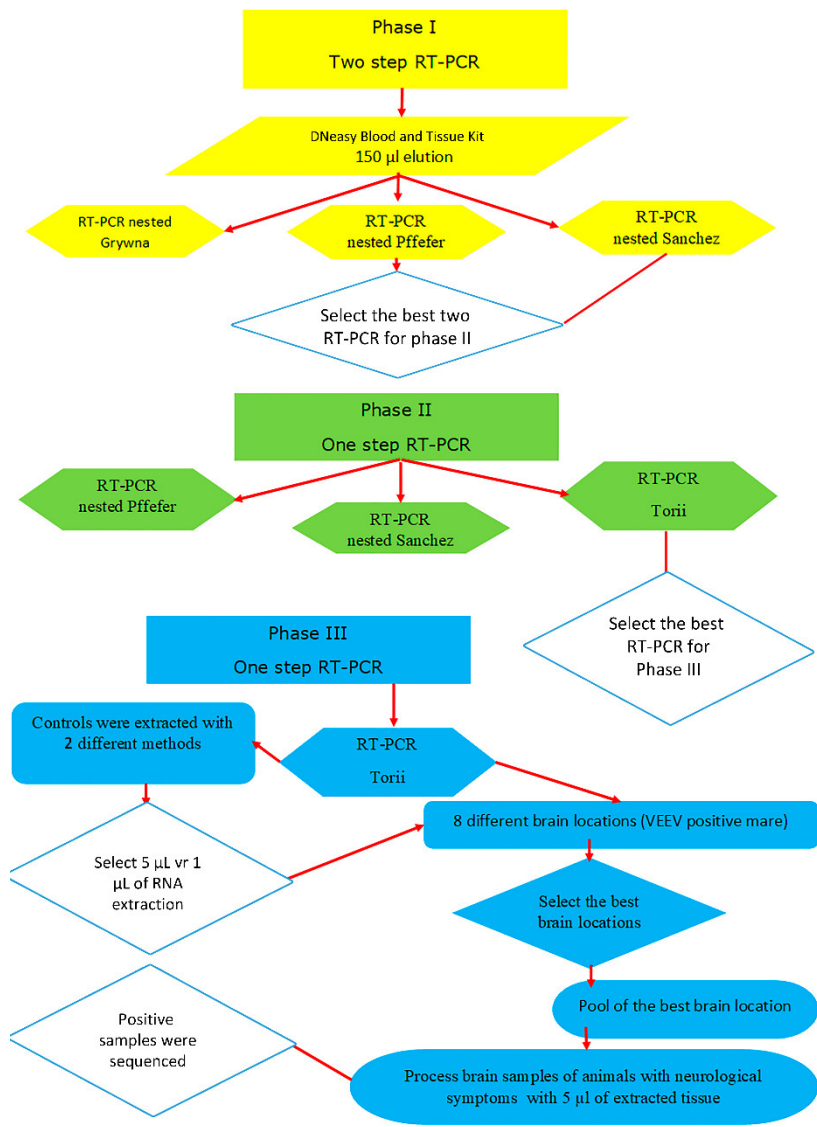 Phase I
Two step RT-PCR
DNeasy Blood and Tissue Kit
150 µl elution
RT-PCR nested
Grywna
RT-PCR
nested Pffefer
RT-PCR
nested Sanchez
Select the best two
RT-PCR for phase II
Phase II
One step RT-PCR
RT-PCR
nested Pffefer
RT-PCR
nested Sanchez
RT-PCR
Torii
Select the best
RT-PCR for
Phase III
Phase III
One step RT-PCR
Controls were extracted with
2 different methods
RT-PCR
Torii
8 different brain locations (VEEV positive mare)
Select 5 µL vr 1
µL of RNA
extraction
Select the best
brain locations
Pool of the best brain location
Positive
samples were
sequenced
Process brain samples of animals with neurological
symptoms with 5 µl of extracted tissue